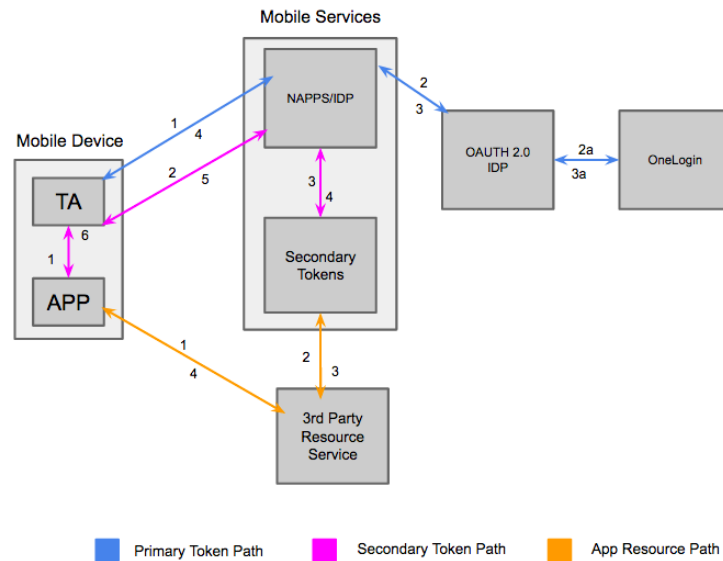 Mobile Services
NAPPS/IDP
1
4
2
3
Mobile Device
OAUTH 2.0
IDP
2a
3a
OneLogin
TA
2
5
3
4
6
1
APP
Secondary
Tokens
1
4
2
3
3rd Party
Resource
Service
Primary Token Path
Secondary Token Path
App Resource Path